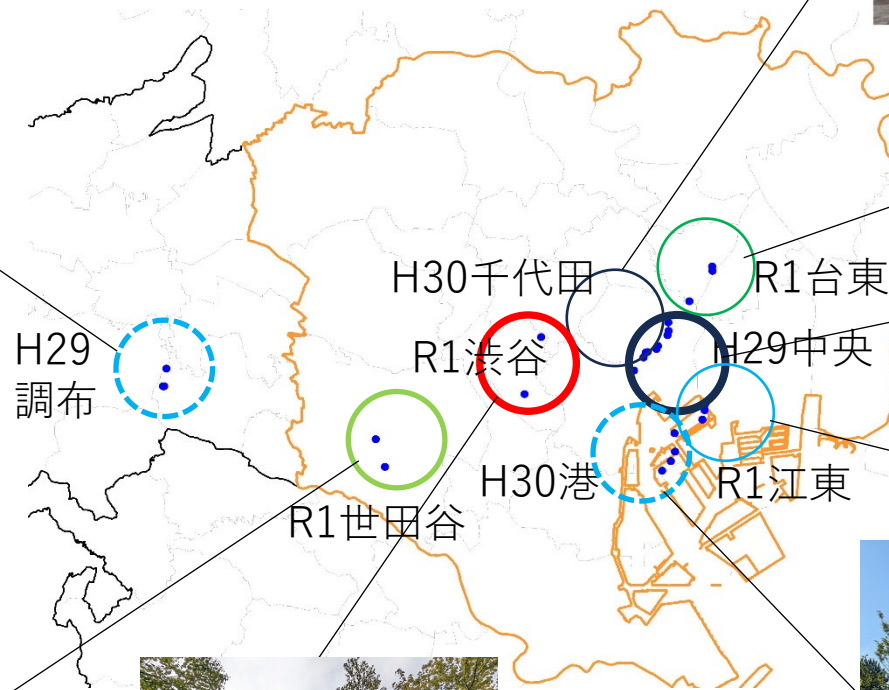 H30千代田
R1台東
R1渋谷
H29中央
H29
調布
H30港
R1江東
R1世田谷